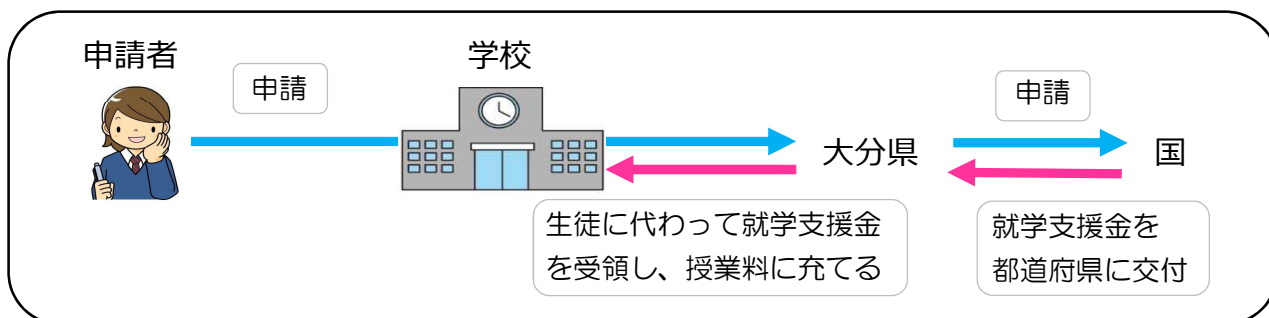 申請者
申請
学校
大分県
申請
国
生徒に代わって就学支援金
を受領し、授業料に充てる
就学支援金を
都道府県に交付